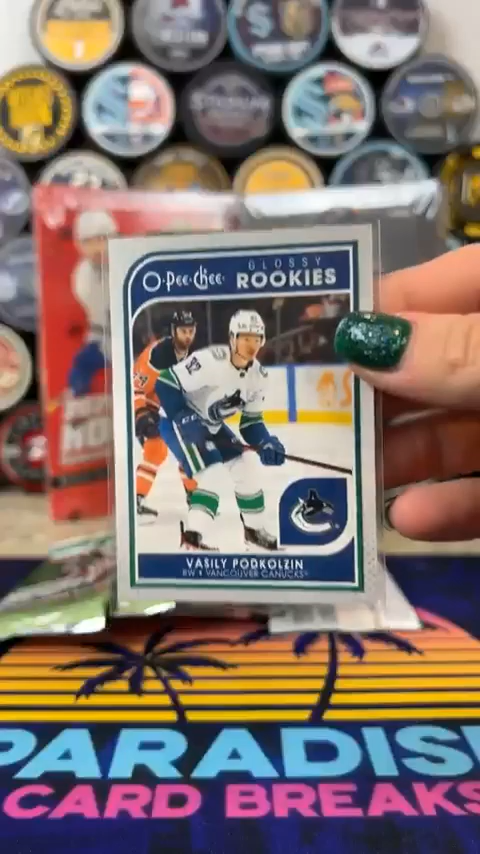 GLOSSY
O-Pee-Chee ROOKIES
VASILY PODKOLZIN
RW VANCOUVER CANUCKS
PARADISE
CARD BREAKS